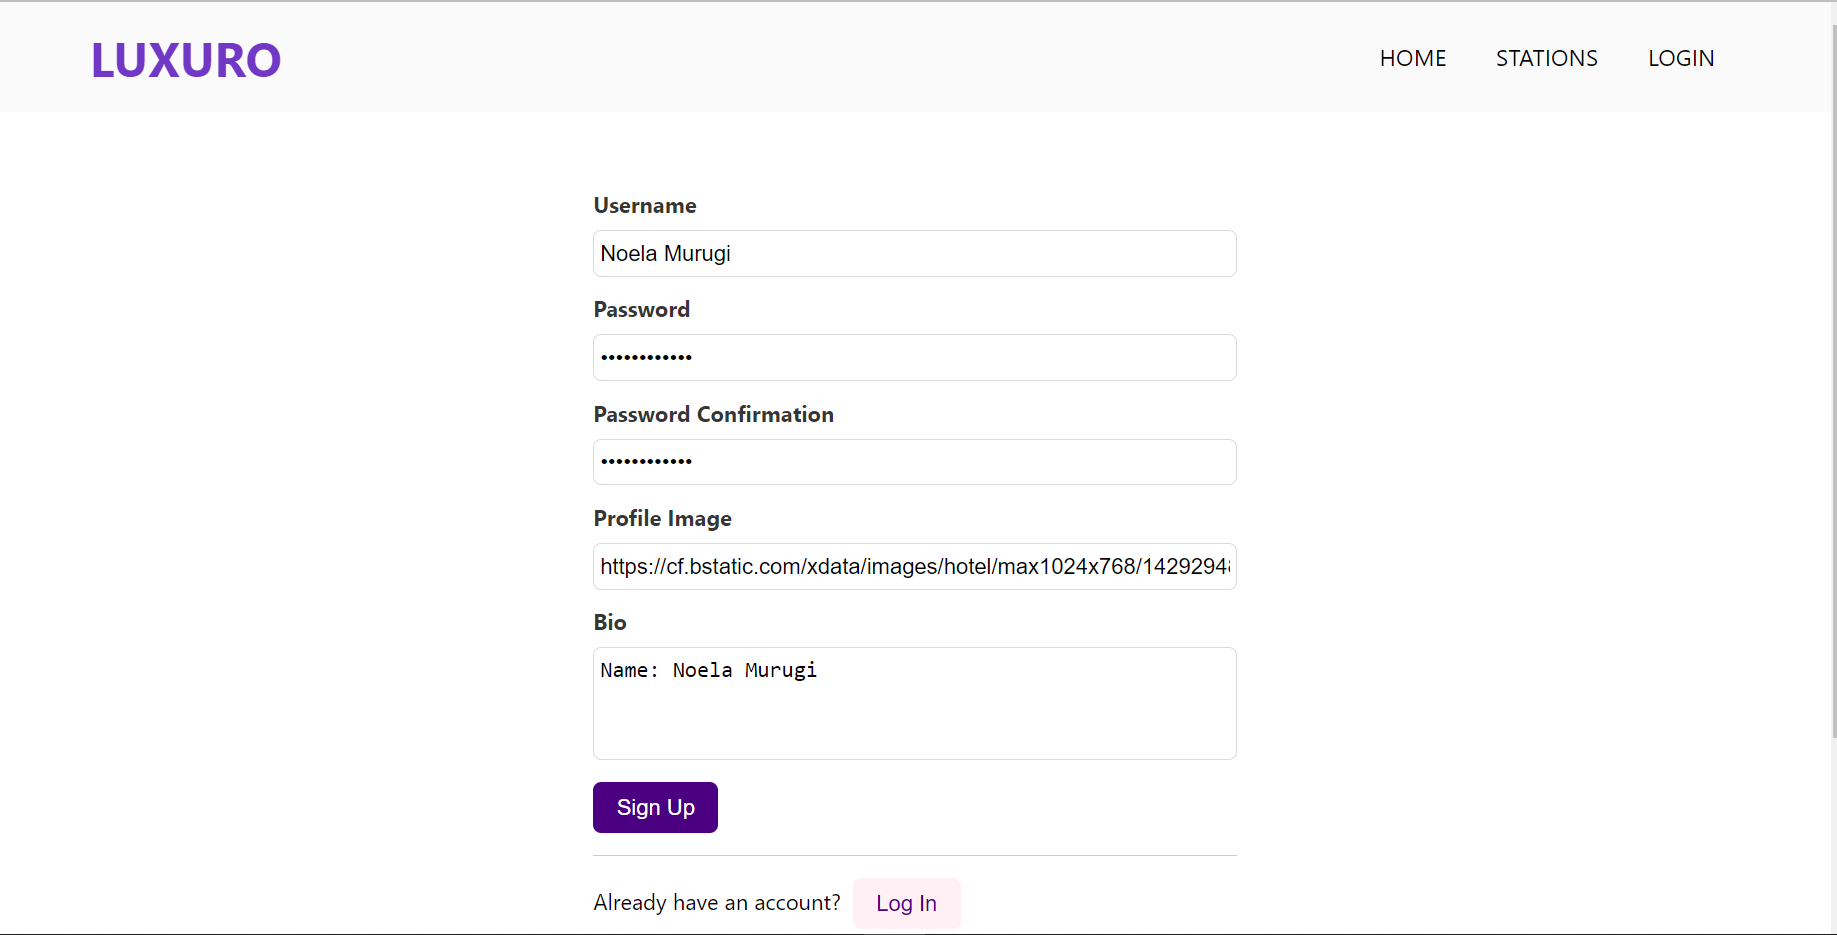 LUXURO
HOME STATIONS LOGIN
Username
Noela Murugi
Password
••••••••••••
Password Confirmation
••••••••••••
Profile Image
https://cf.bstatic.com/xdata/images/hotel/max1024x768/1429294
Bio
Name: Noela Murugi
Sign Up
Already have an account? Log In